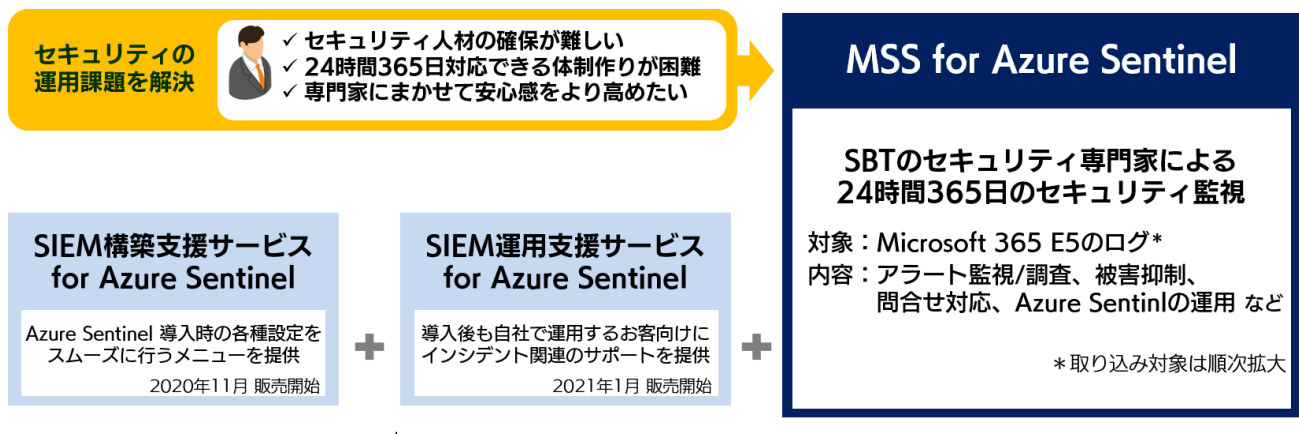 セキュリティの
運用課題を解決
✓ セキュリティ人材の確保が難しい
✓ 24時間365日対応できる体制作りが困難
✓ 専門家にまかせて安心感をより高めたい
MSS for Azure Sentinel
SBTのセキュリティ専門家による
24時間365日のセキュリティ監視
対象：Microsoft 365 E5のログ*
内容：アラート監視/調査、被害抑制、
問合せ対応、Azure Sentinlの運用 など
＊取り込み対象は順次拡大
SIEM構築支援サービス
for Azure Sentinel
Azure Sentinel 導入時の各種設定を
スムーズに行うメニューを提供
2020年11月 販売開始
SIEM運用支援サービス
for Azure Sentinel
導入後も自社で運用するお客向けに
インシデント関連のサポートを提供
2021年1月 販売開始